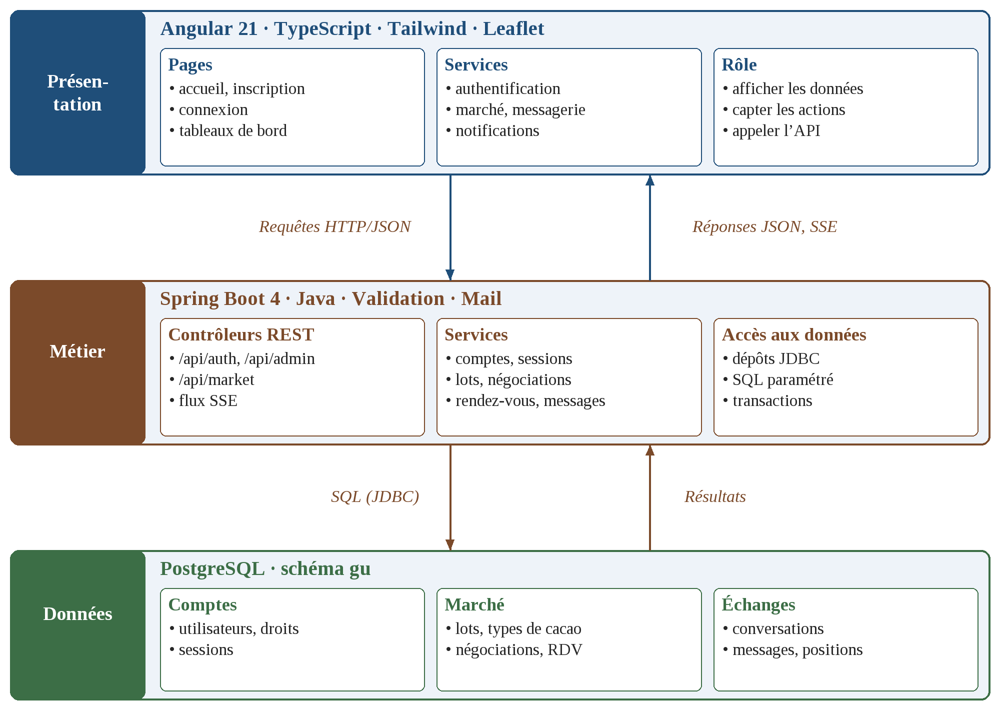 Présen-
tation
Angular 21 · TypeScript · Tailwind · Leaflet
Pages
• accueil, inscription
• connexion
• tableaux de bord
Services
• authentification
• marché, messagerie
• notifications
Rôle
• afficher les données
• capter les actions
• appeler l’API
Requêtes HTTP/JSON
Réponses JSON, SSE
Métier
Spring Boot 4 · Java · Validation · Mail
Contrôleurs REST
• /api/auth, /api/admin
• /api/market
• flux SSE
Services
• comptes, sessions
• lots, négociations
• rendez-vous, messages
Accès aux données
• dépôts JDBC
• SQL paramétré
• transactions
SQL (JDBC)
Résultats
Données
PostgreSQL · schéma gu
Comptes
• utilisateurs, droits
• sessions
Marché
• lots, types de cacao
• négociations, RDV
Échanges
• conversations
• messages, positions